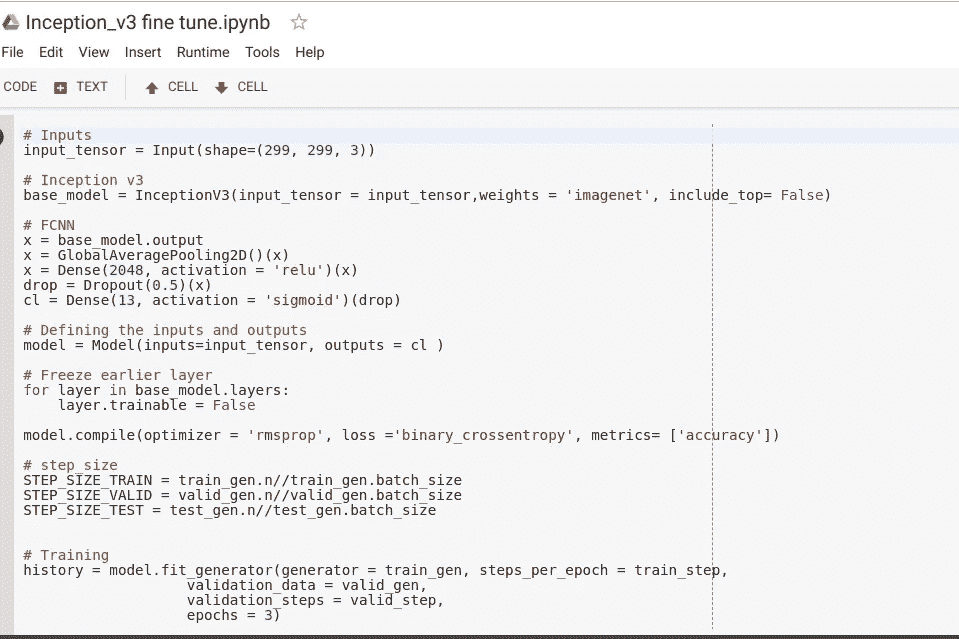 Inception_v3 fine tune.ipynb
File Edit View Insert Runtime Tools Help
CODE TEXT CELL CELL
# Inputs
input_tensor = Input(shape=(299, 299, 3))
# Inception v3
base_model = InceptionV3(input_tensor = input_tensor,weights = 'imagenet', include_top= False)
# FCNN
x = base_model.output
x = GlobalAveragePooling2D()(x)
x = Dense(2048, activation = 'relu')(x)
drop = Dropout(0.5)(x)
cl = Dense(13, activation = 'sigmoid')(drop)
# Defining the inputs and outputs
model = Model(inputs=input_tensor, outputs = cl )
# Freeze earlier layer
for layer in base_model.layers:
    layer.trainable = False
model.compile(optimizer = 'rmsprop', loss ='binary_crossentropy', metrics= ['accuracy'])
# step_size
STEP_SIZE_TRAIN = train_gen.n//train_gen.batch_size
STEP_SIZE_VALID = valid_gen.n//valid_gen.batch_size
STEP_SIZE_TEST = test_gen.n//test_gen.batch_size
# Training
history = model.fit_generator(generator = train_gen, steps_per_epoch = train_step,
                   validation_data = valid_gen,
                   validation_steps = valid_step,
                   epochs = 3)